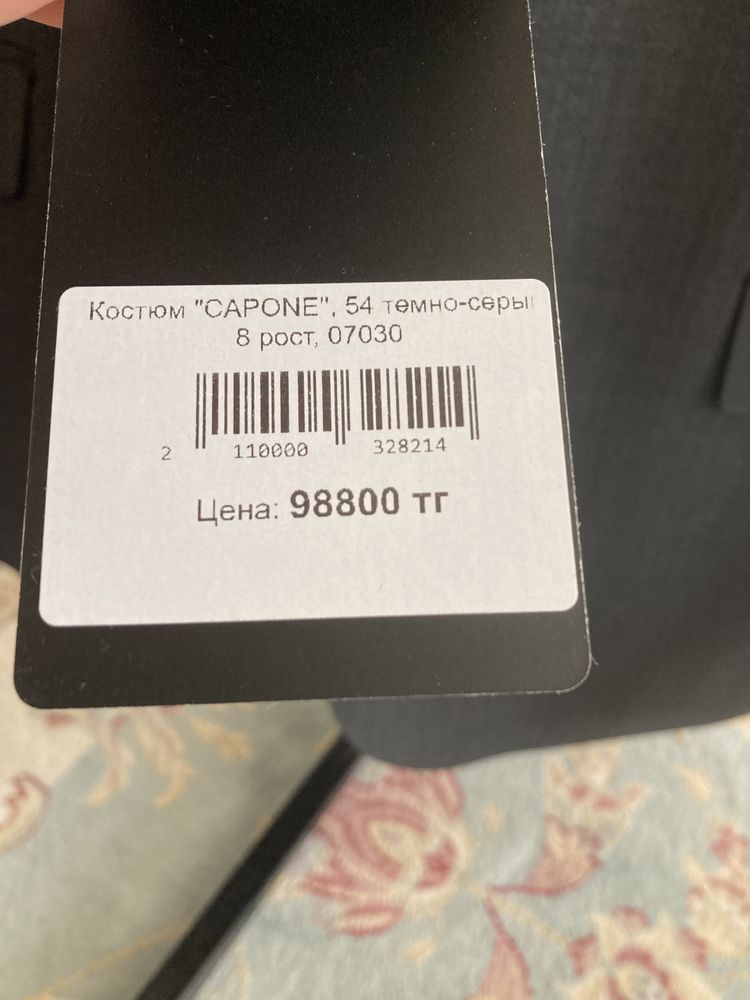 Костюм "CAPONE", 54 темно-серы
8 рост, 07030
2 110000 328214
Цена: 98800 тг